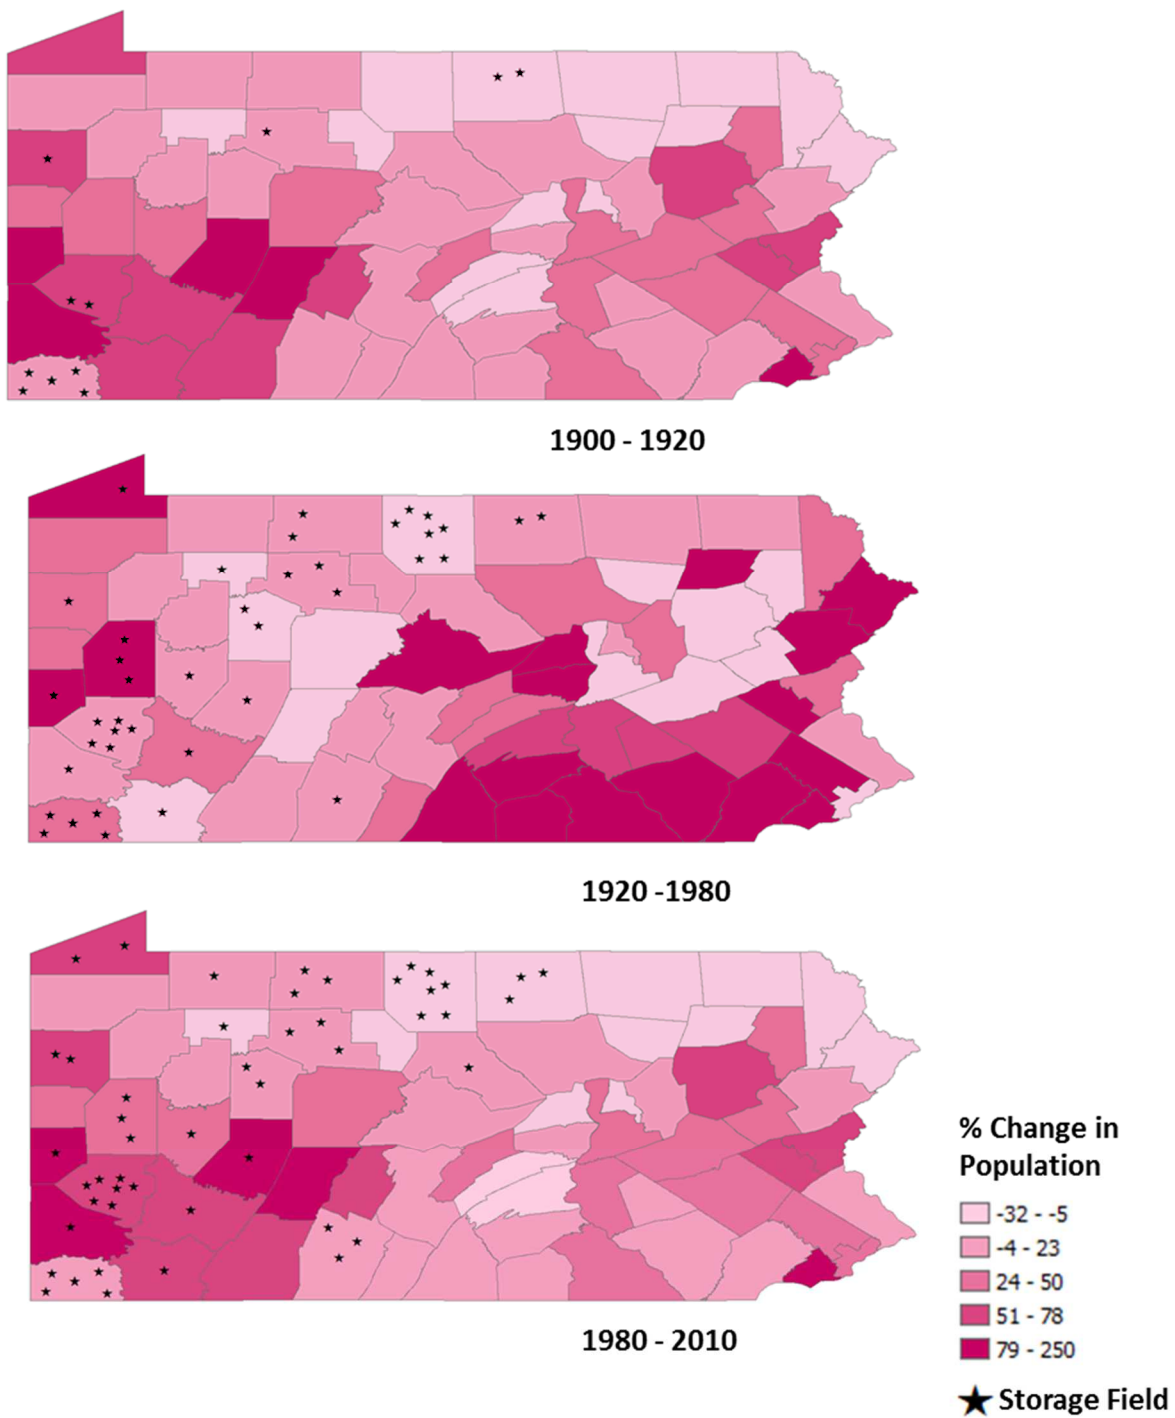 1900 - 1920
1920 -1980
1980 - 2010
% Change in
Population
-32 - -5
-4 - 23
24 - 50
51 - 78
79 - 250
Storage Field